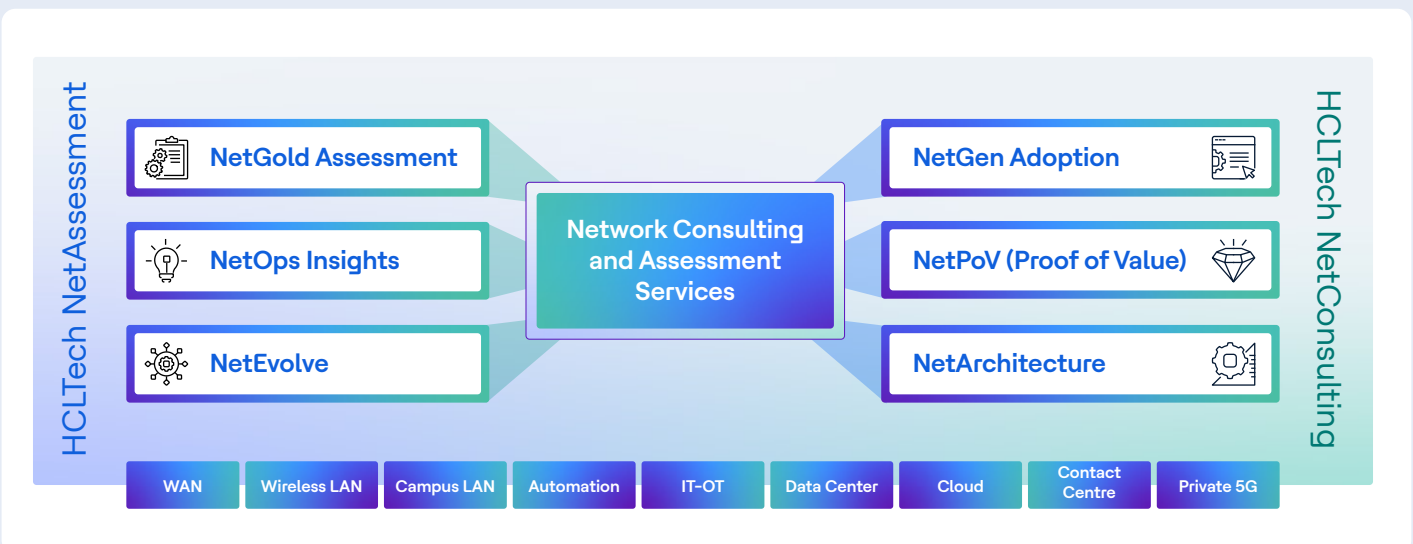 HCLTech NetAssessment
NetGold Assessment
NetOps Insights
NetEvolve
Network Consulting
and Assessment
Services
NetGen Adoption
NetPoV (Proof of Value)
NetArchitecture
HCLTech NetConsulting
WAN
Wireless LAN
Campus LAN
Automation
IT-OT
Data Center
Cloud
Contact
Centre
Private 5G